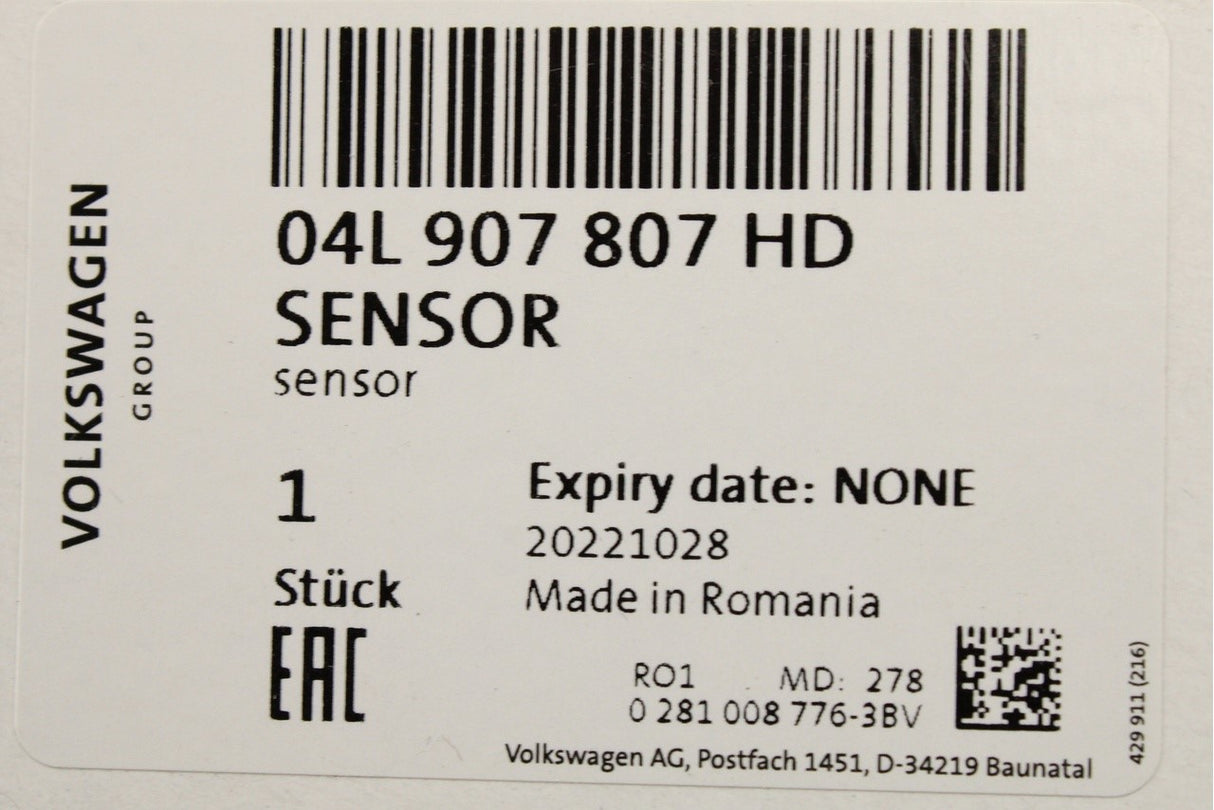 VOLKSWAGEN
GROUP
04L 907 807 HD
SENSOR
sensor
1
Stück
EAC
Expiry date: NONE
20221028
Made in Romania
RO1 MD: 278
0 281 008 776-3BV
429 911 (216)
Volkswagen AG, Postfach 1451, D-34219 Baunatal